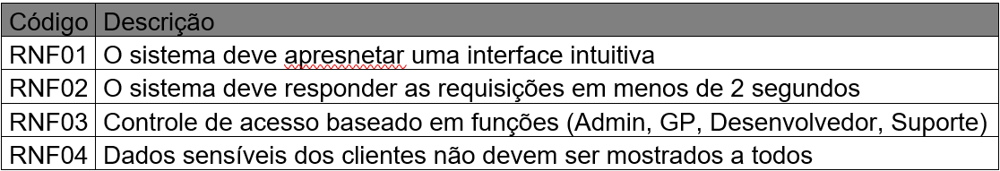 Código Descrição
RNF01 O sistema deve apresnetar uma interface intuitiva
RNF02 O sistema deve responder as requisições em menos de 2 segundos
RNF03 Controle de acesso baseado em funções (Admin, GP, Desenvolvedor, Suporte)
RNF04 Dados sensíveis dos clientes não devem ser mostrados a todos